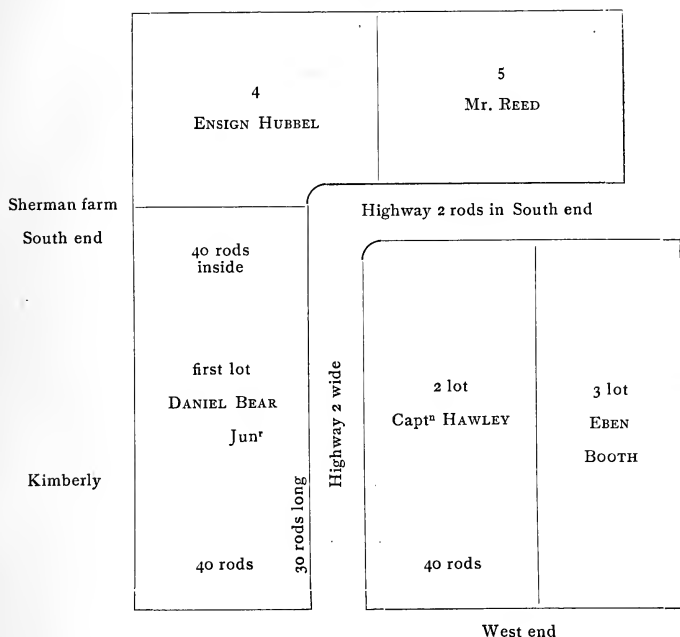 4
ENSIGN HUBBEL
5
Mr. REED
Sherman farm
South end
Highway 2 rods in South end
40 rods
inside
first lot
DANIEL BEAR
Junʳ
Kimberly
40 rods
30 rods long
Highway 2 wide
2 lot
Captⁿ HAWLEY
40 rods
3 lot
EBEN
BOOTH
West end